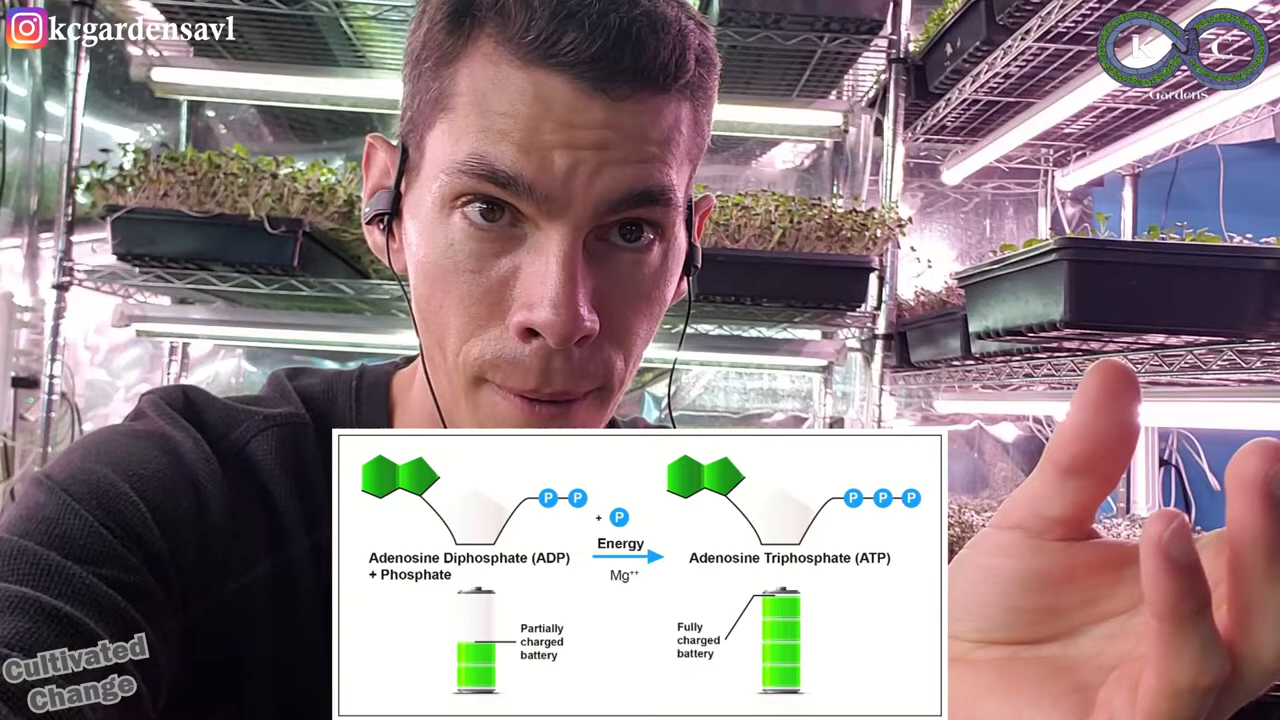 kcgardensavl
K C
Gardens
P P
+ P
Energy
Mg++
Adenosine Diphosphate (ADP)
+ Phosphate
P P P
Adenosine Triphosphate (ATP)
Partially
charged
battery
Fully
charged
battery
Cultivated
Change